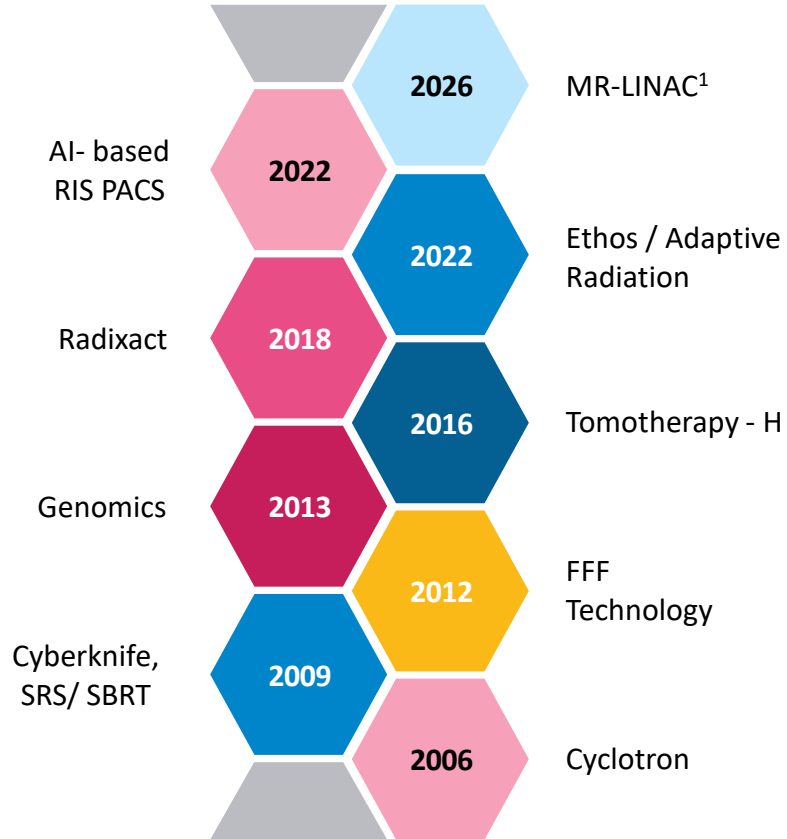 2026
MR-LINAC¹
AI- based
RIS PACS
2022
2022
Ethos / Adaptive
Radiation
Radixact
2018
2016
Tomotherapy - H
Genomics
2013
2012
FFF
Technology
Cyberknife,
SRS/ SBRT
2009
2006
Cyclotron